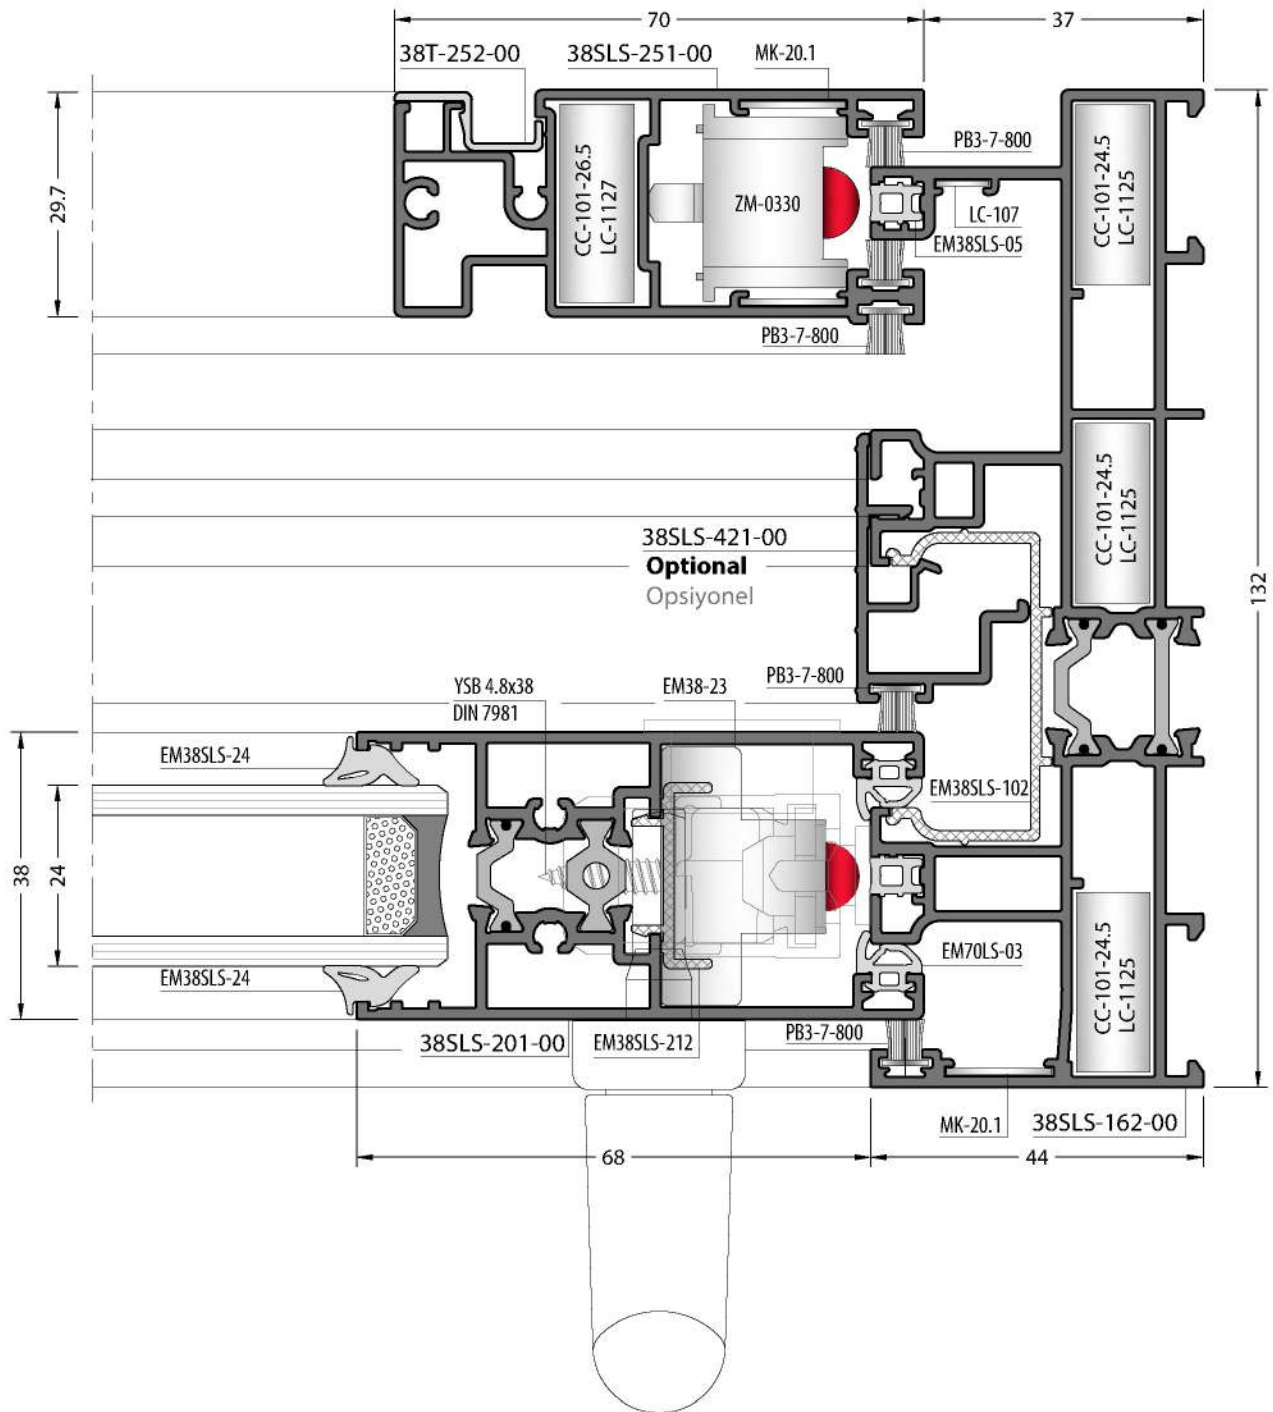 70
37
38T-252-00
38SLS-251-00
MK-20.1
PB3-7-800
29.7
CC-101-26.5
LC-1127
ZM-0330
CC-101-24.5
LC-1125
LC-107
EM38SLS-05
PB3-7-800
CC-101-24.5
LC-1125
38SLS-421-00
Optional
Opsiyonel
132
YSB 4.8x38
DIN 7981
EM38-23
PB3-7-800
EM38SLS-24
EM38SLS-102
38
24
EM38SLS-24
EM70LS-03
CC-101-24.5
LC-1125
38SLS-201-00
EM38SLS-212
PB3-7-800
MK-20.1
38SLS-162-00
68
44